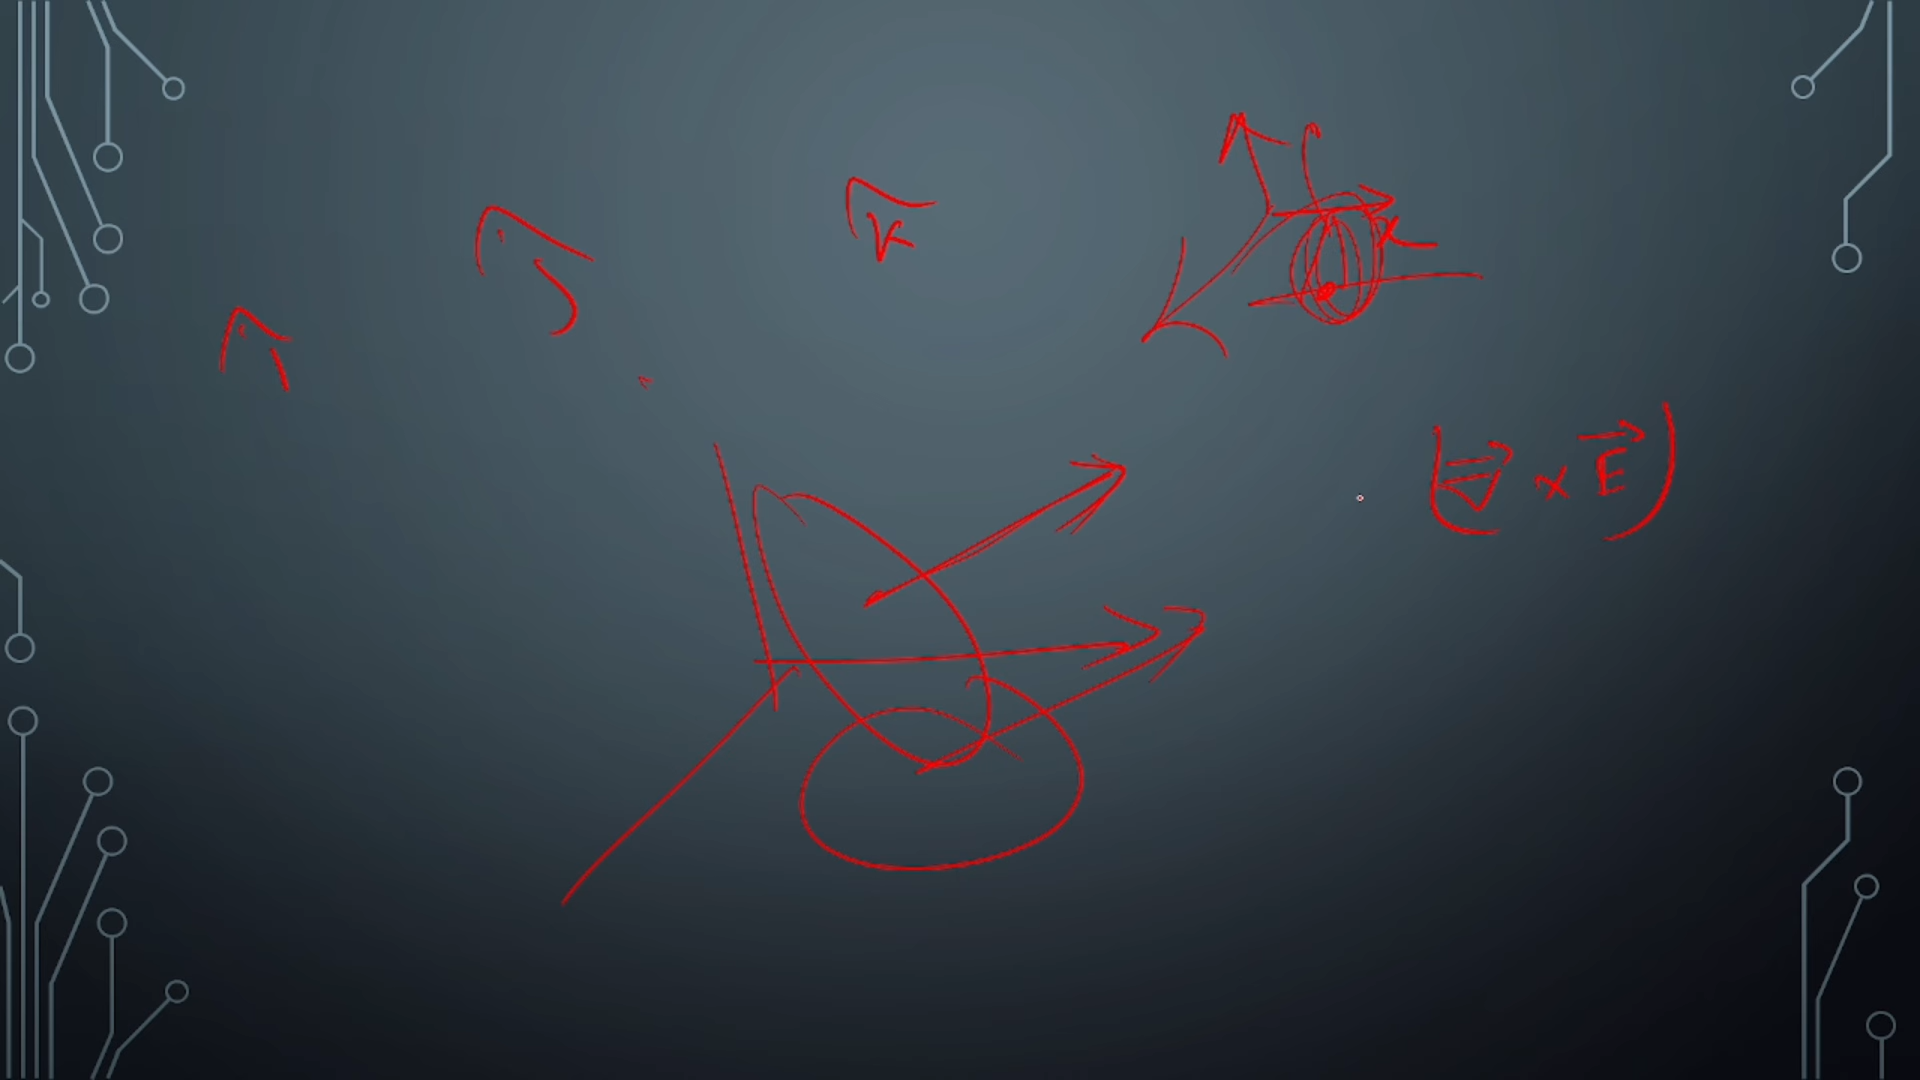 î ĵ k̂
(∇⃗ × E⃗)